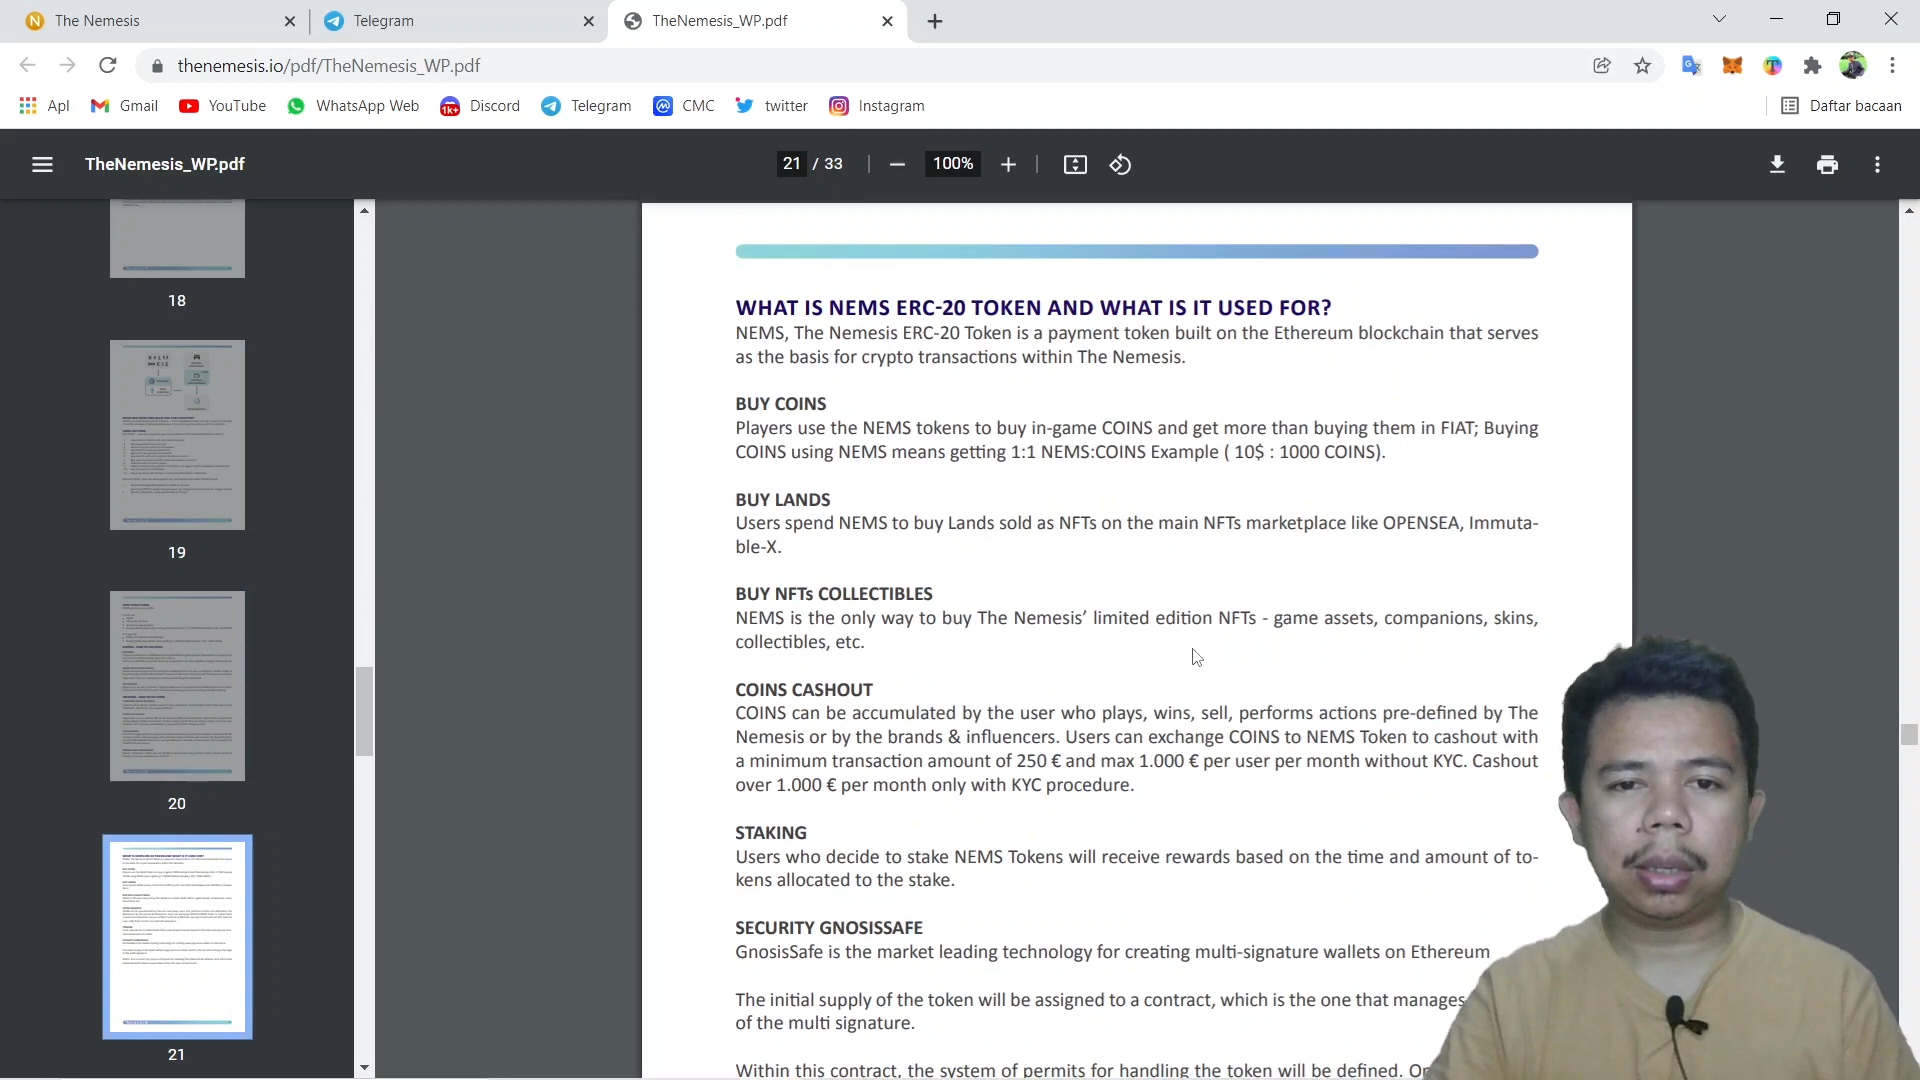 The Nemesis
Telegram
TheNemesis_WP.pdf
thenemesis.io/pdf/TheNemesis_WP.pdf
Apl
Gmail
YouTube
WhatsApp Web
1k+
Discord
Telegram
CMC
twitter
Instagram
Daftar bacaan
TheNemesis_WP.pdf
21 / 33
100%
18
19
20
21
WHAT IS NEMS ERC-20 TOKEN AND WHAT IS IT USED FOR?
NEMS, The Nemesis ERC-20 Token is a payment token built on the Ethereum blockchain that serves
as the basis for crypto transactions within The Nemesis.
BUY COINS
Players use the NEMS tokens to buy in-game COINS and get more than buying them in FIAT; Buying
COINS using NEMS means getting 1:1 NEMS:COINS Example ( 10$ : 1000 COINS).
BUY LANDS
Users spend NEMS to buy Lands sold as NFTs on the main NFTs marketplace like OPENSEA, Immuta-
ble-X.
BUY NFTs COLLECTIBLES
NEMS is the only way to buy The Nemesis’ limited edition NFTs - game assets, companions, skins,
collectibles, etc.
COINS CASHOUT
COINS can be accumulated by the user who plays, wins, sell, performs actions pre-defined by The
Nemesis or by the brands & influencers. Users can exchange COINS to NEMS Token to cashout with
a minimum transaction amount of 250 € and max 1.000 € per user per month without KYC. Cashout
over 1.000 € per month only with KYC procedure.
STAKING
Users who decide to stake NEMS Tokens will receive rewards based on the time and amount of to-
kens allocated to the stake.
SECURITY GNOSISSAFE
GnosisSafe is the market leading technology for creating multi-signature wallets on Ethereum
The initial supply of the token will be assigned to a contract, which is the one that manages
of the multi signature.
Within this contract, the system of permits for handling the token will be defined.